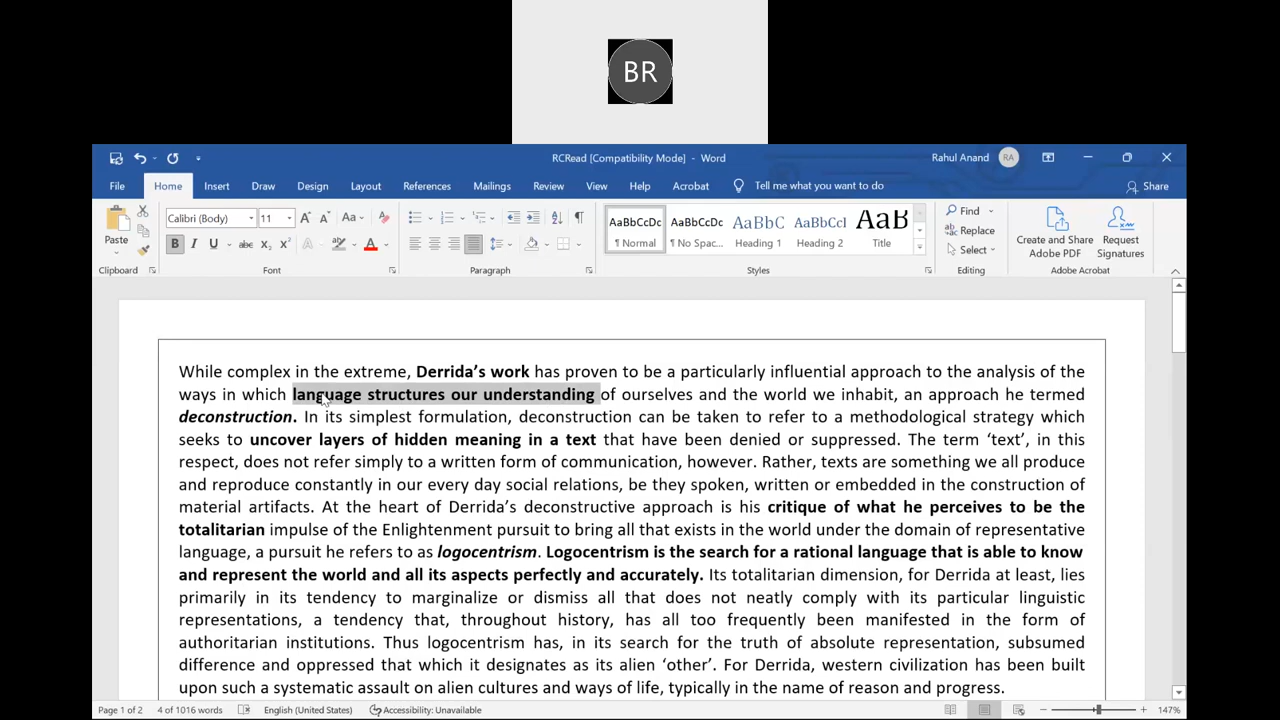 BR
RCRead [Compatibility Mode] - Word
Rahul Anand RA
File Home Insert Draw Design Layout References Mailings Review View Help Acrobat Tell me what you want to do Share
Paste
Clipboard
Calibri (Body) 11 A A Aa
B I U abc X₂ X² A A
Font
Paragraph
AaBbCcDc AaBbCcDc AaBbC AaBbCcI AaB
¶ Normal ¶ No Spac... Heading 1 Heading 2 Title
Styles
Find
Replace
Select
Editing
Create and Share Adobe PDF
Request Signatures
Adobe Acrobat
While complex in the extreme, Derrida’s work has proven to be a particularly influential approach to the analysis of the
ways in which language structures our understanding of ourselves and the world we inhabit, an approach he termed
deconstruction. In its simplest formulation, deconstruction can be taken to refer to a methodological strategy which
seeks to uncover layers of hidden meaning in a text that have been denied or suppressed. The term ‘text’, in this
respect, does not refer simply to a written form of communication, however. Rather, texts are something we all produce
and reproduce constantly in our every day social relations, be they spoken, written or embedded in the construction of
material artifacts. At the heart of Derrida’s deconstructive approach is his critique of what he perceives to be the
totalitarian impulse of the Enlightenment pursuit to bring all that exists in the world under the domain of representative
language, a pursuit he refers to as logocentrism. Logocentrism is the search for a rational language that is able to know
and represent the world and all its aspects perfectly and accurately. Its totalitarian dimension, for Derrida at least, lies
primarily in its tendency to marginalize or dismiss all that does not neatly comply with its particular linguistic
representations, a tendency that, throughout history, has all too frequently been manifested in the form of
authoritarian institutions. Thus logocentrism has, in its search for the truth of absolute representation, subsumed
difference and oppressed that which it designates as its alien ‘other’. For Derrida, western civilization has been built
upon such a systematic assault on alien cultures and ways of life, typically in the name of reason and progress.
Page 1 of 2 4 of 1016 words English (United States) Accessibility: Unavailable 147%